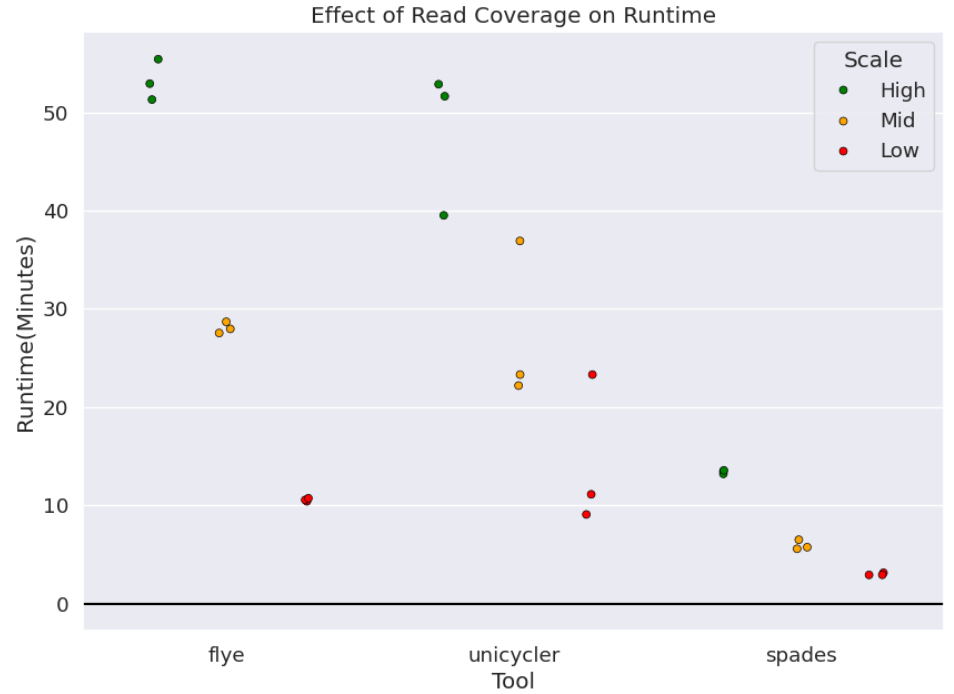 Effect of Read Coverage on Runtime
Scale
High
Mid
Low
Runtime(Minutes)
50
40
30
20
10
0
flye
unicycler
spades
Tool